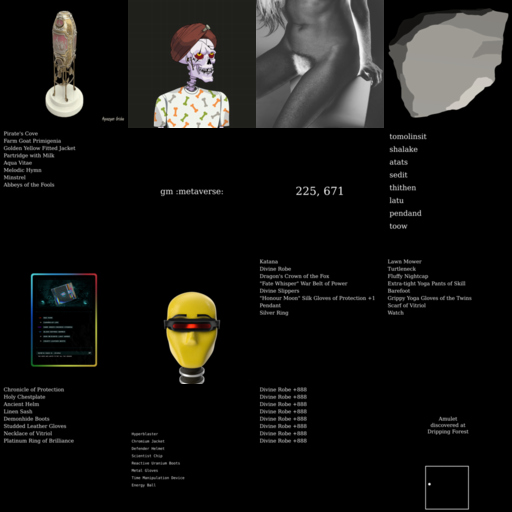 Pirate's Cove
Farm Goat Primigenia
Golden Yellow Fitted Jacket
Partridge with Milk
Aqua Vitae
Melodic Hymn
Minstrel
Abbeys of the Fools
gm :metaverse:
225, 671
tomolinsit
shalake
atats
sedit
thithen
latu
pendand
toow
Katana
Divine Robe
Dragon's Crown of the Fox
"Fate Whisper" War Belt of Power
Divine Slippers
"Honour Moon" Silk Gloves of Protection +1
Pendant
Silver Ring
Lawn Mower
Turtleneck
Fluffy Nightcap
Extra-tight Yoga Pants of Skill
Barefoot
Grippy Yoga Gloves of the Twins
Scarf of Vitriol
Watch
Chronicle of Protection
Holy Chestplate
Ancient Helm
Linen Sash
Demonhide Boots
Studded Leather Gloves
Necklace of Vitriol
Platinum Ring of Brilliance
Hyperblaster
Chromium Jacket
Defender Helmet
Scientist Chip
Reactive Uranium Boots
Metal Gloves
Time Manipulation Device
Energy Ball
Divine Robe +888
Divine Robe +888
Divine Robe +888
Divine Robe +888
Divine Robe +888
Divine Robe +888
Divine Robe +888
Divine Robe +888
Amulet
discovered at
Dripping Forest